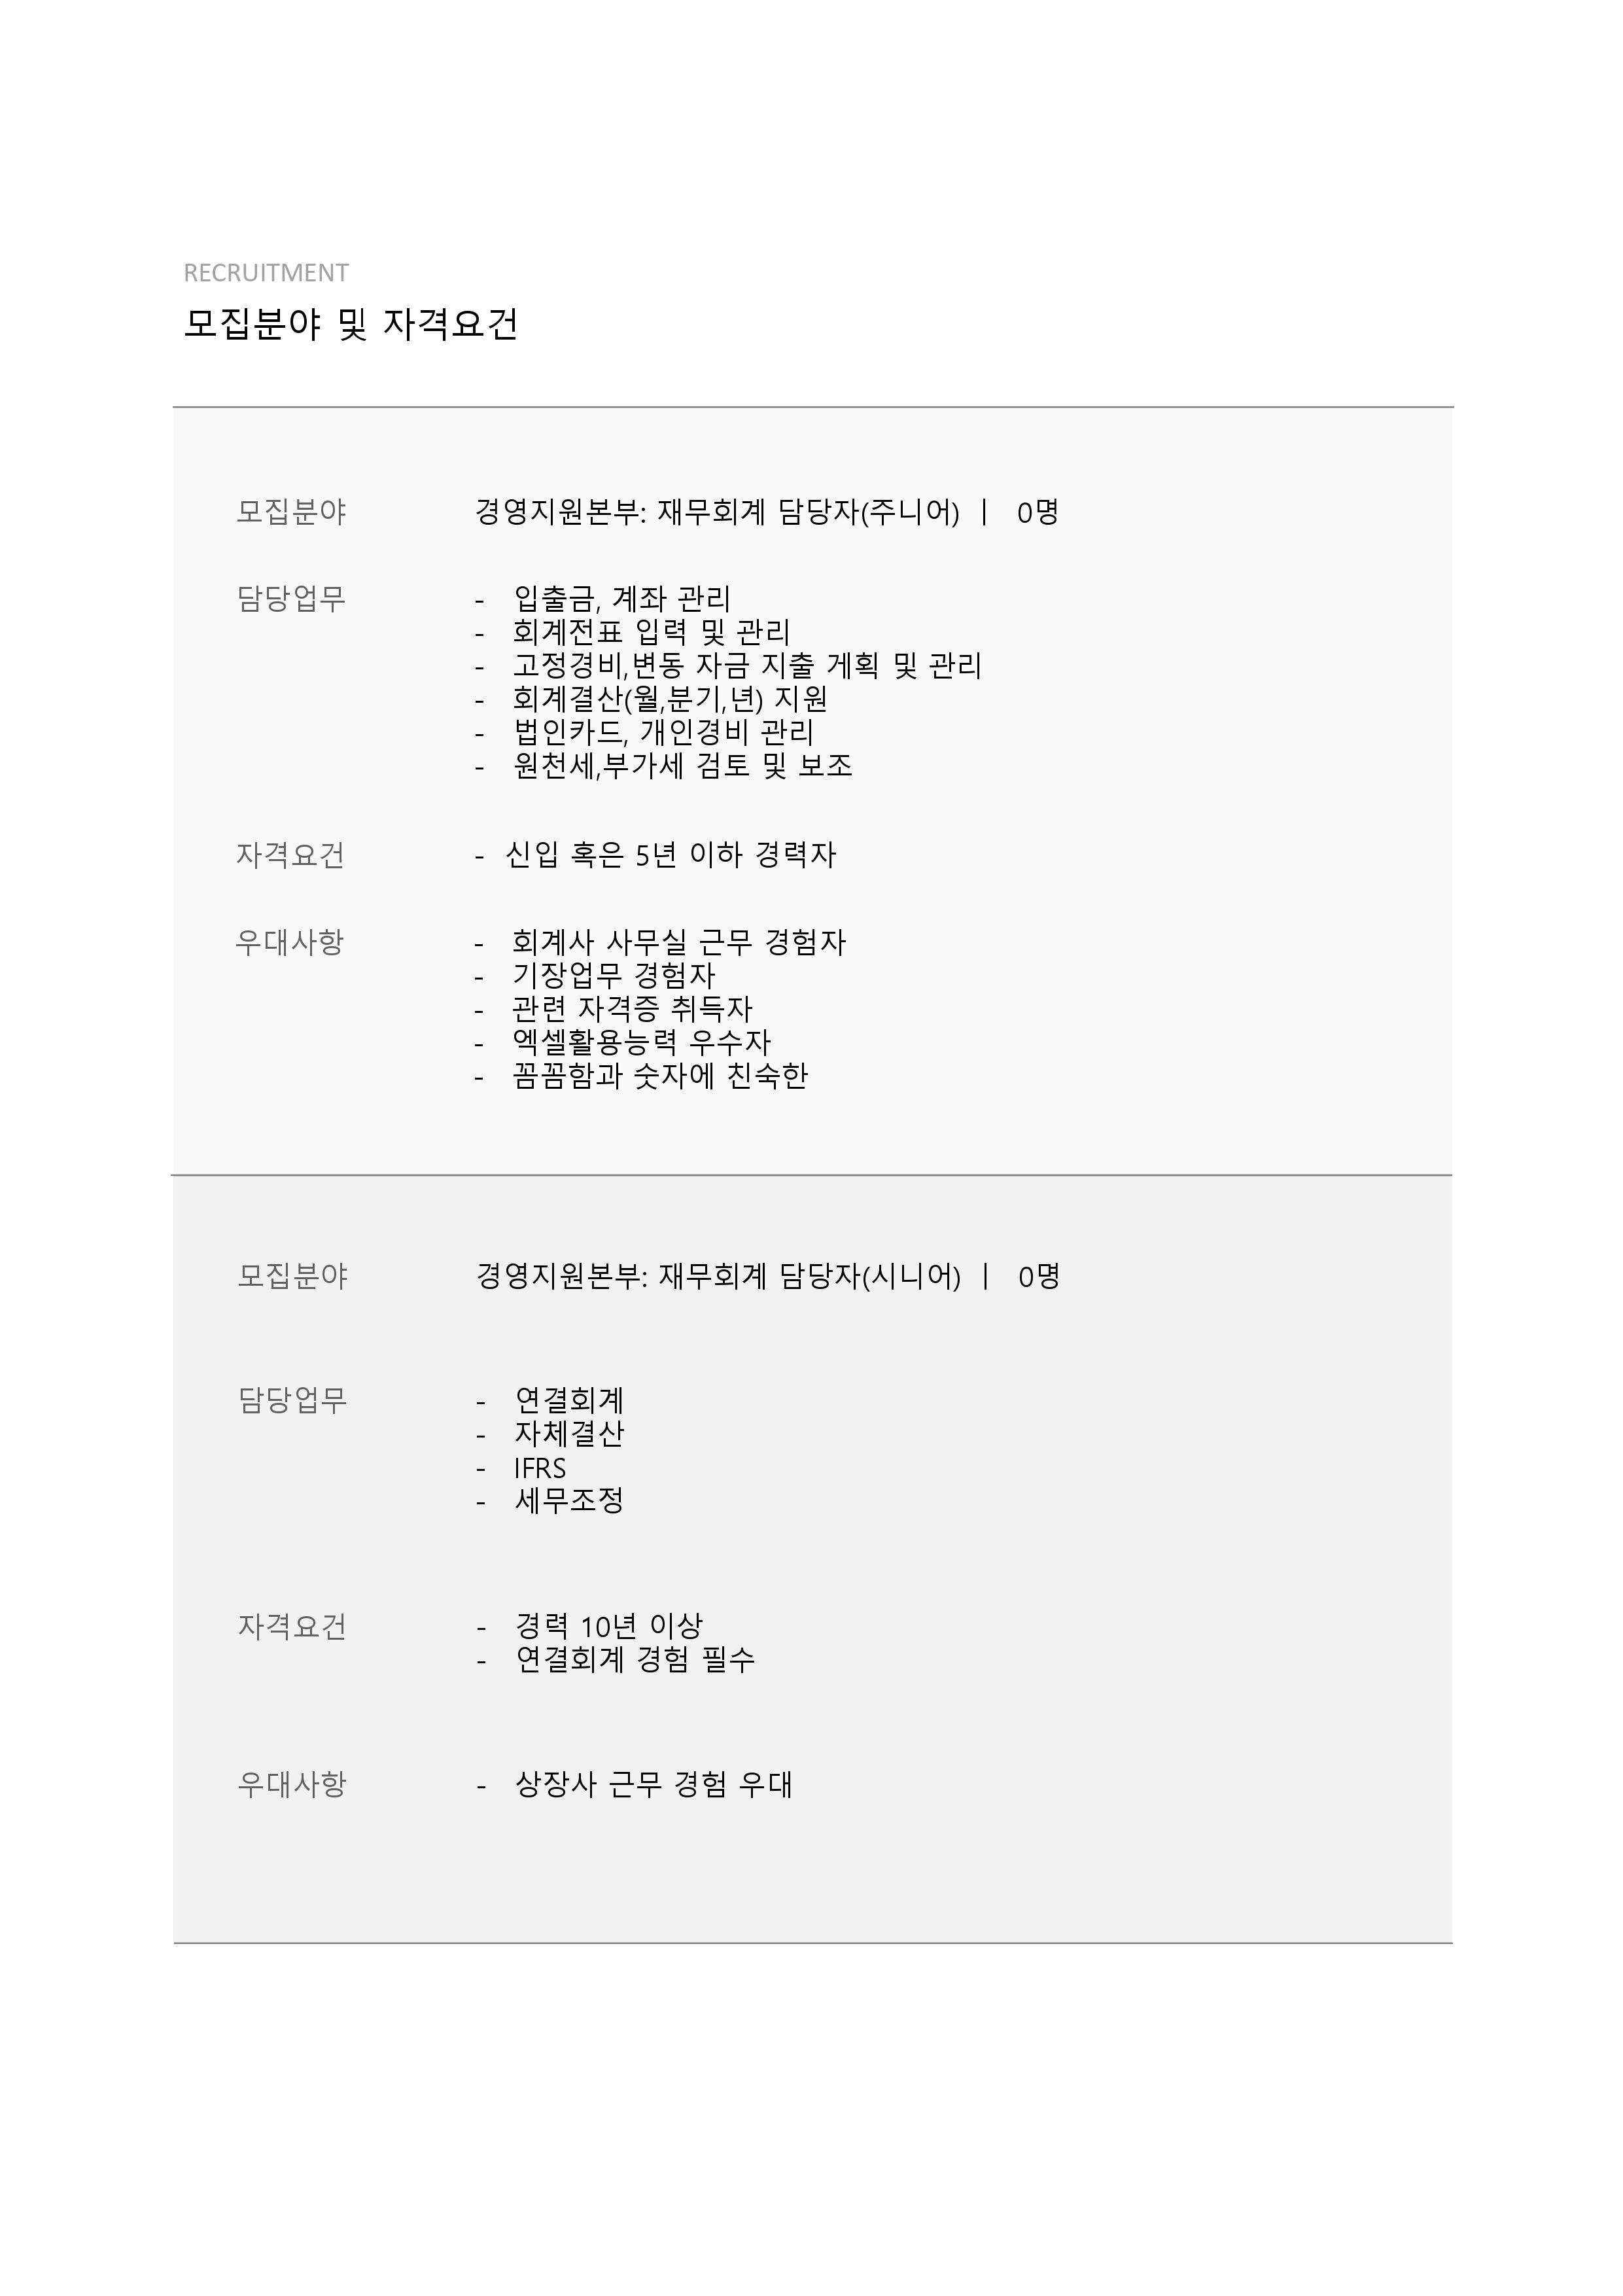 RECRUITMENT
모집분야 및 자격요건
모집분야 경영지원본부: 재무회계 담당자(주니어) ㅣ 0명
담당업무 - 입출금, 계좌 관리
- 회계전표 입력 및 관리
- 고정경비,변동 자금 지출 게획 및 관리
- 회계결산(월,분기,년) 지원
- 법인카드, 개인경비 관리
- 원천세,부가세 검토 및 보조
자격요건 - 신입 혹은 5년 이하 경력자
우대사항 - 회계사 사무실 근무 경험자
- 기장업무 경험자
- 관련 자격증 취득자
- 엑셀활용능력 우수자
- 꼼꼼함과 숫자에 친숙한
모집분야 경영지원본부: 재무회계 담당자(시니어) ㅣ 0명
담당업무 - 연결회계
- 자체결산
- IFRS
- 세무조정
자격요건 - 경력 10년 이상
- 연결회계 경험 필수
우대사항 - 상장사 근무 경험 우대